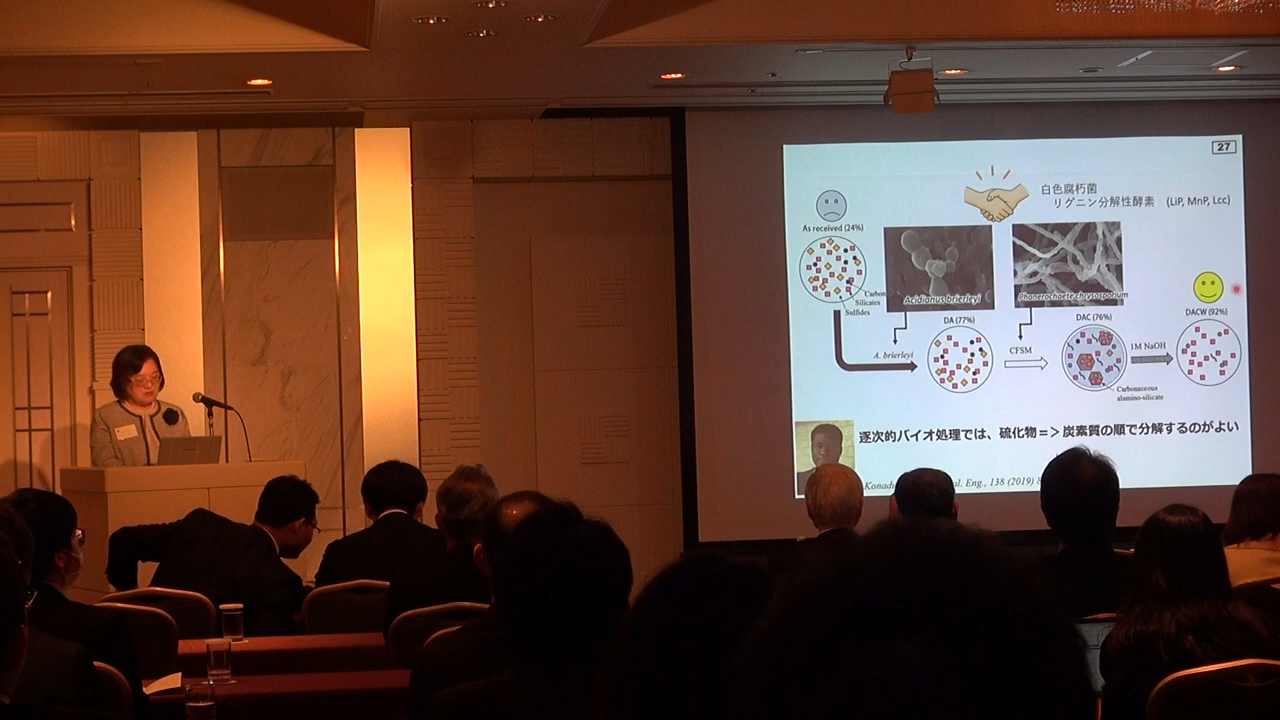 27
白色腐朽菌
リグニン分解性酵素 (LiP, MnP, Lcc)
As received (24%)
Carbon
Silicates
Sulfides
Acidianus brierleyi
Phanerochaete chrysosporium
A. brierleyi
DA (77%)
CFSM
DAC (76%)
1M NaOH
DACW (92%)
Carbonaceous
alumino-silicate
逐次的バイオ処理では、硫化物=>炭素質の順で分解するのがよい
Konadu
Eng., 138 (2019)